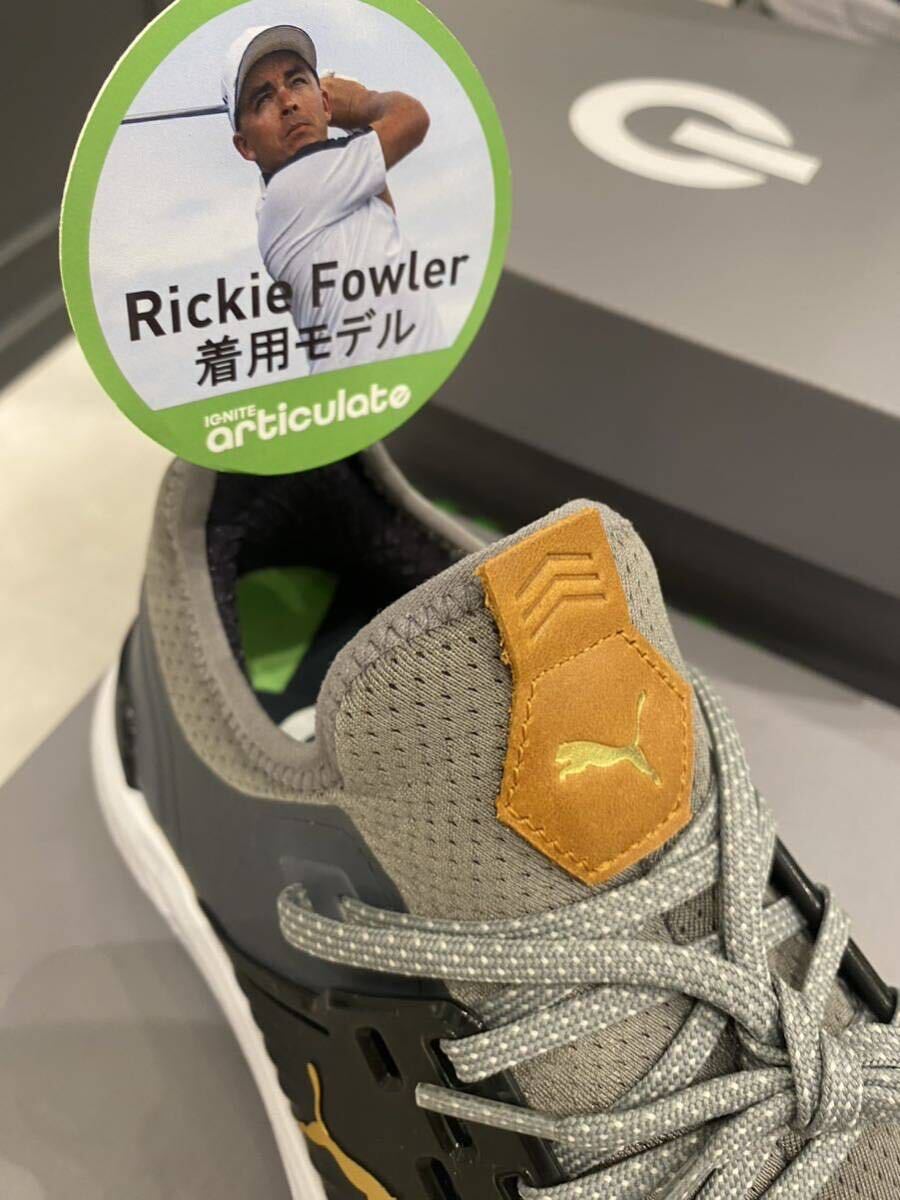 Rickie Fowler
着用モデル
IGNITE
articulate